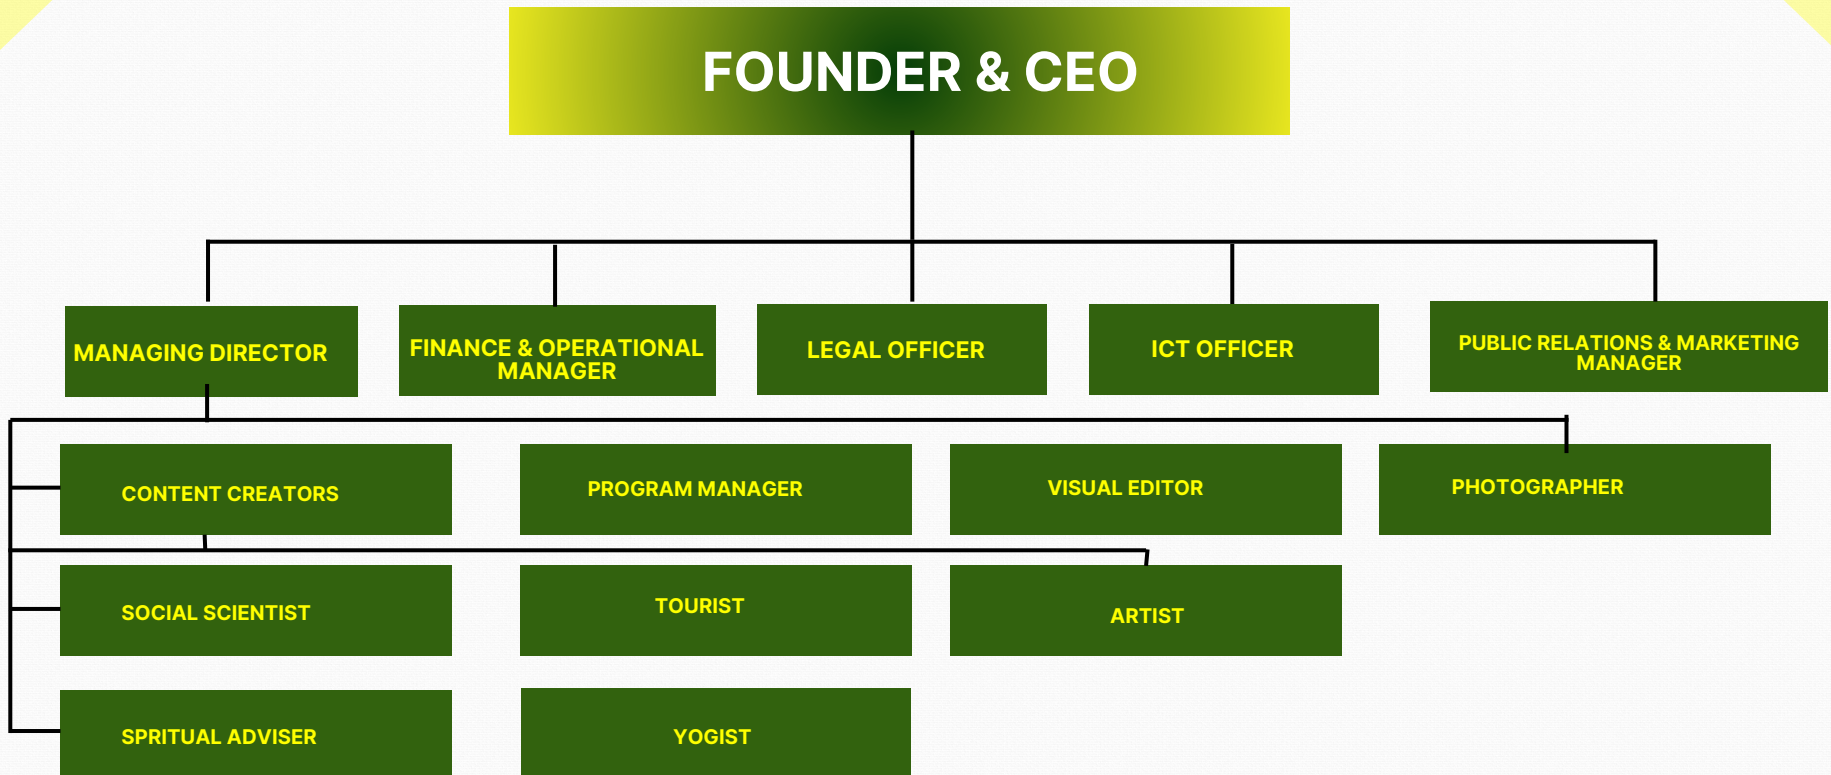 FOUNDER & CEO
MANAGING DIRECTOR
FINANCE & OPERATIONAL
MANAGER
LEGAL OFFICER
ICT OFFICER
PUBLIC RELATIONS & MARKETING
MANAGER
CONTENT CREATORS
PROGRAM MANAGER
VISUAL EDITOR
PHOTOGRAPHER
SOCIAL SCIENTIST
TOURIST
ARTIST
SPRITUAL ADVISER
YOGIST